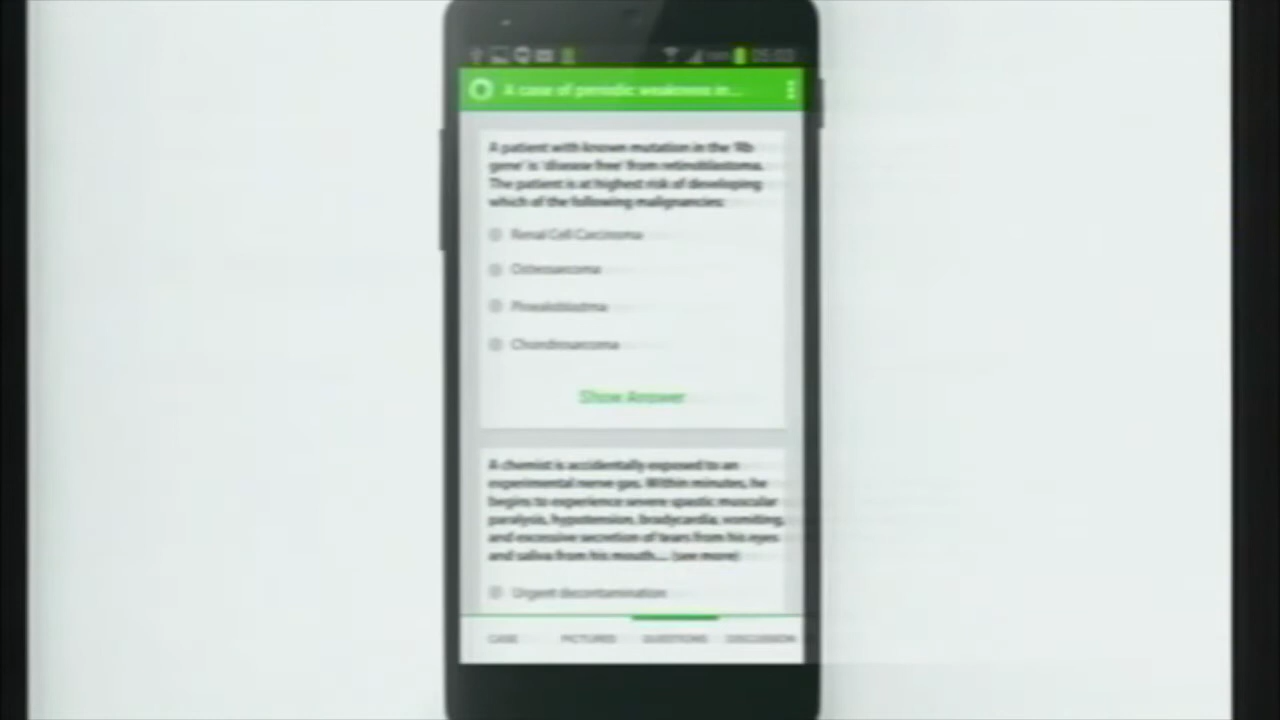 05:03
A case of periodic weakness in...
A patient with known mutation in the 'Rb
gene' is 'disease free' from retinoblastoma.
The patient is at highest risk of developing
which of the following malignancies:
Renal Cell Carcinoma
Osteosarcoma
Pinealoblastma
Chondrosarcoma
Show Answer
A chemist is accidentally exposed to an
experimental nerve gas. Within minutes, he
begins to experience severe spastic muscular
paralysis, hypotension, bradycardia, vomiting,
and excessive secretion of tears from his eyes
and saliva from his mouth.... (see more)
Urgent decontamination
CASE PICTURES QUESTIONS DISCUSSION